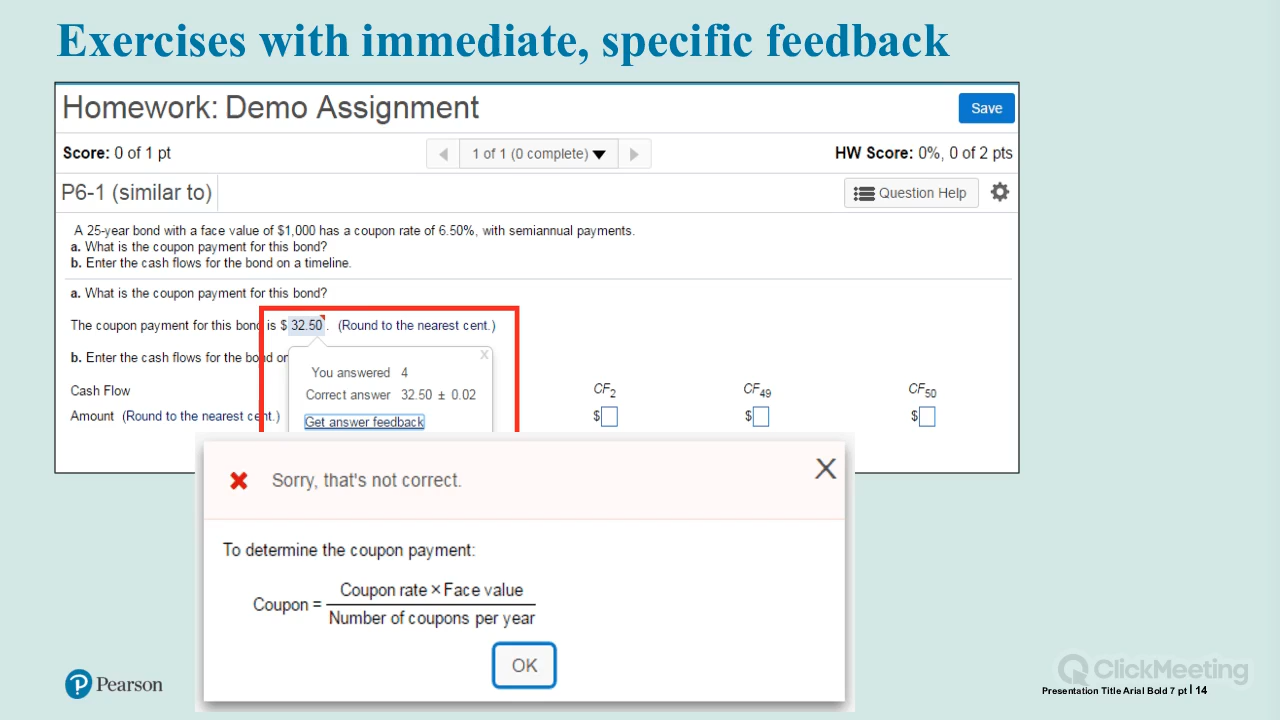 Exercises with immediate, specific feedback
Homework: Demo Assignment
Save
Score: 0 of 1 pt
1 of 1 (0 complete)
HW Score: 0%, 0 of 2 pts
P6-1 (similar to)
Question Help
A 25-year bond with a face value of $1,000 has a coupon rate of 6.50%, with semiannual payments.
a. What is the coupon payment for this bond?
b. Enter the cash flows for the bond on a timeline.
a. What is the coupon payment for this bond?
The coupon payment for this bond is $ 32.50 . (Round to the nearest cent.)
b. Enter the cash flows for the bond or
X
You answered 4
Correct answer 32.50 ± 0.02
Get answer feedback
Cash Flow CF2 CF49 CF50
Amount (Round to the nearest cent.) $ $ $
Sorry, that's not correct.
X
To determine the coupon payment:
Coupon = Coupon rate × Face value
Number of coupons per year
OK
Pearson
ClickMeeting
Presentation Title Arial Bold 7 pt | 14